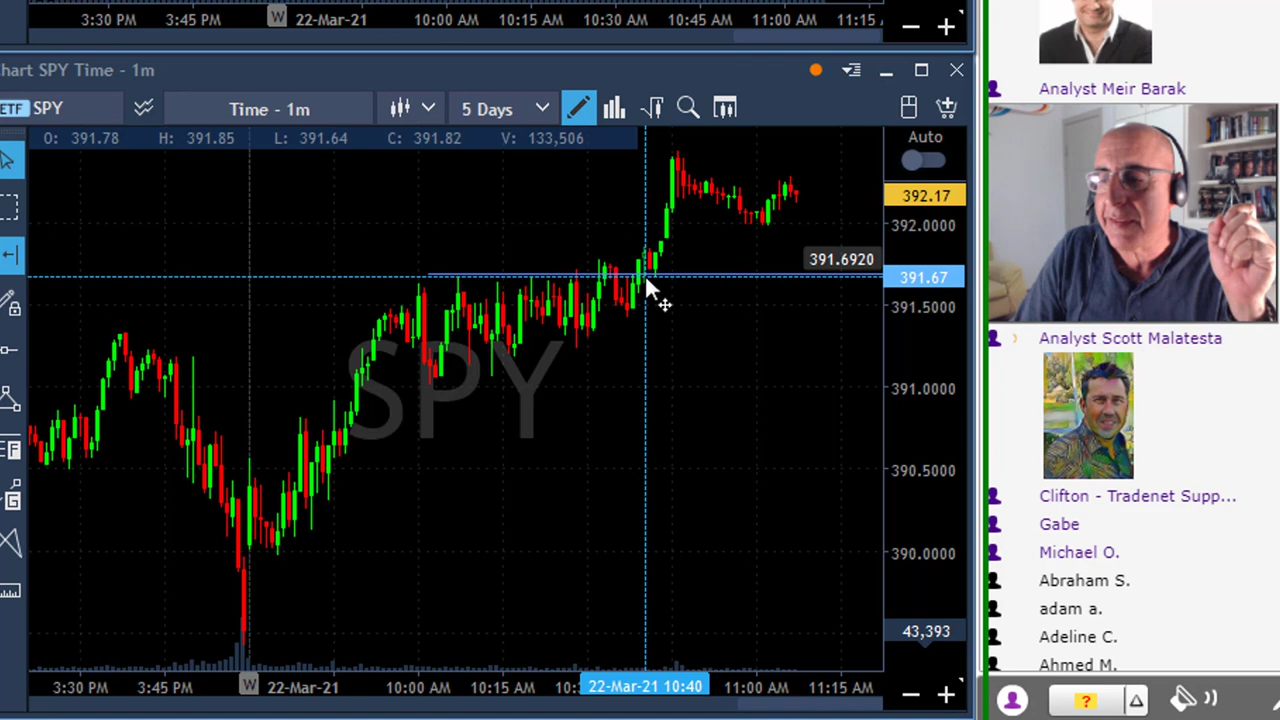 3:30 PM 3:45 PM W 22-Mar-21 10:00 AM 10:15 AM 10:30 AM 10:45 AM 11:00 AM 11:15
hart SPY Time - 1m
ETF SPY Time - 1m 5 Days
O: 391.78 H: 391.85 L: 391.64 C: 391.82 V: 133,506
Auto
392.17
392.0000
391.6920
391.67
391.5000
SPY
391.0000
390.5000
390.0000
43,393
F
G
3:30 PM 3:45 PM W 22-Mar-21 10:00 AM 10:15 AM 10: 22-Mar-21 10:40 11:00 AM 11:15 AM
Analyst Meir Barak
Analyst Scott Malatesta
Clifton - Tradenet Supp...
Gabe
Michael O.
Abraham S.
adam a.
Adeline C.
Ahmed M.
?